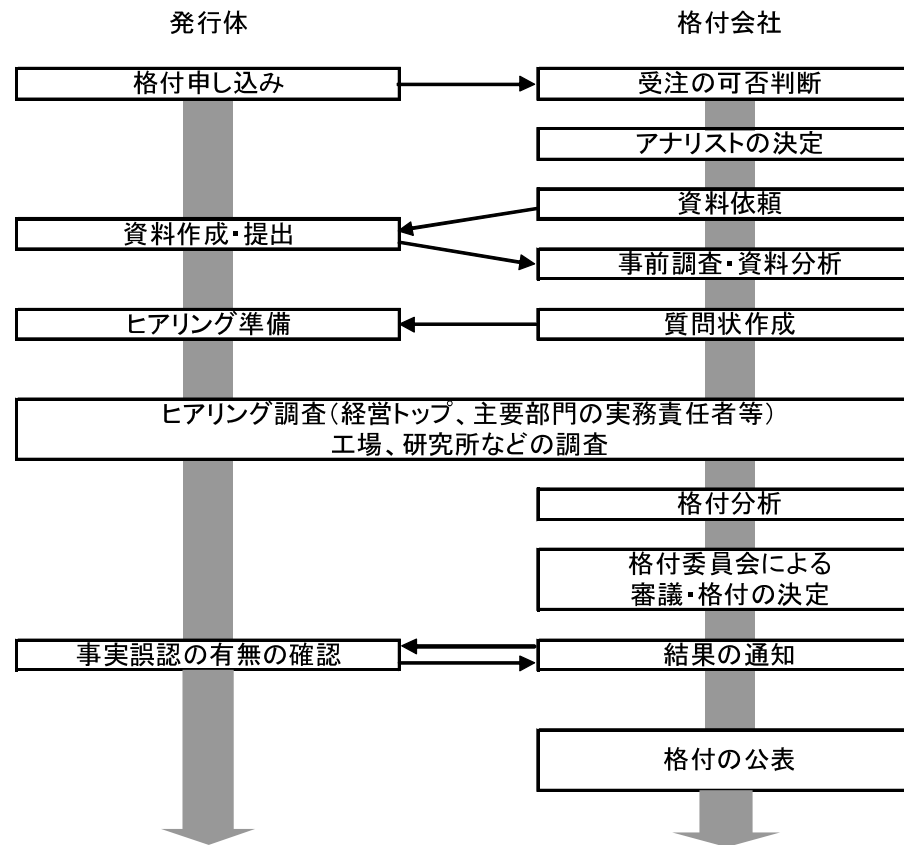 発行体
格付会社
格付申し込み
受注の可否判断
アナリストの決定
資料依頼
資料作成・提出
事前調査・資料分析
ヒアリング準備
質問状作成
ヒアリング調査（経営トップ、主要部門の実務責任者等）
工場、研究所などの調査
格付分析
格付委員会による
審議・格付の決定
事実誤認の有無の確認
結果の通知
格付の公表